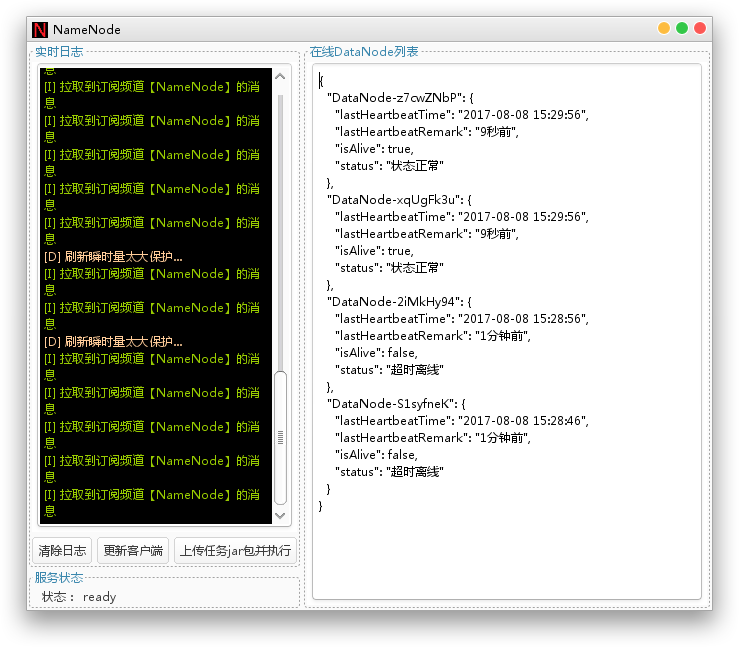 NameNode
实时日志
息
[I] 拉取到订阅频道【NameNode】的消
息
[I] 拉取到订阅频道【NameNode】的消
息
[I] 拉取到订阅频道【NameNode】的消
息
[I] 拉取到订阅频道【NameNode】的消
息
[I] 拉取到订阅频道【NameNode】的消
息
[D] 刷新瞬时量太大保护...
[I] 拉取到订阅频道【NameNode】的消
息
[I] 拉取到订阅频道【NameNode】的消
息
[D] 刷新瞬时量太大保护...
[I] 拉取到订阅频道【NameNode】的消
息
[I] 拉取到订阅频道【NameNode】的消
息
[I] 拉取到订阅频道【NameNode】的消
息
[I] 拉取到订阅频道【NameNode】的消
息
[I] 拉取到订阅频道【NameNode】的消
息
清除日志 更新客户端 上传任务jar包并执行
服务状态
状态： ready
在线DataNode列表
{
"DataNode-z7cwZNbP": {
"lastHeartbeatTime": "2017-08-08 15:29:56",
"lastHeartbeatRemark": "9秒前",
"isAlive": true,
"status": "状态正常"
},
"DataNode-xqUgFk3u": {
"lastHeartbeatTime": "2017-08-08 15:29:56",
"lastHeartbeatRemark": "9秒前",
"isAlive": true,
"status": "状态正常"
},
"DataNode-2iMkHy94": {
"lastHeartbeatTime": "2017-08-08 15:28:56",
"lastHeartbeatRemark": "1分钟前",
"isAlive": false,
"status": "超时离线"
},
"DataNode-S1syfneK": {
"lastHeartbeatTime": "2017-08-08 15:28:46",
"lastHeartbeatRemark": "1分钟前",
"isAlive": false,
"status": "超时离线"
}
}